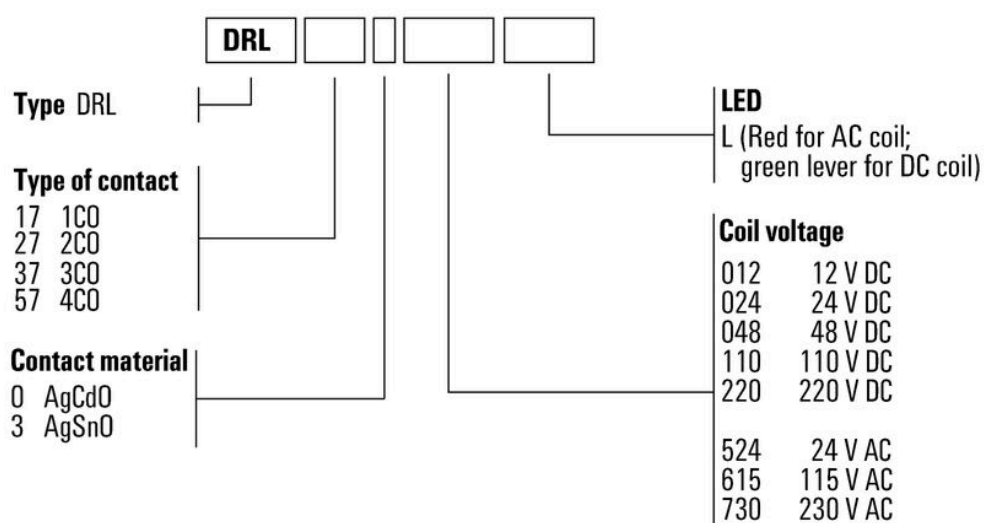 DRL
Type DRL
Type of contact
17 1CO
27 2CO
37 3CO
57 4CO
Contact material
0 AgCdO
3 AgSnO
LED
L (Red for AC coil;
green lever for DC coil)
Coil voltage
012 12 V DC
024 24 V DC
048 48 V DC
110 110 V DC
220 220 V DC
524 24 V AC
615 115 V AC
730 230 V AC